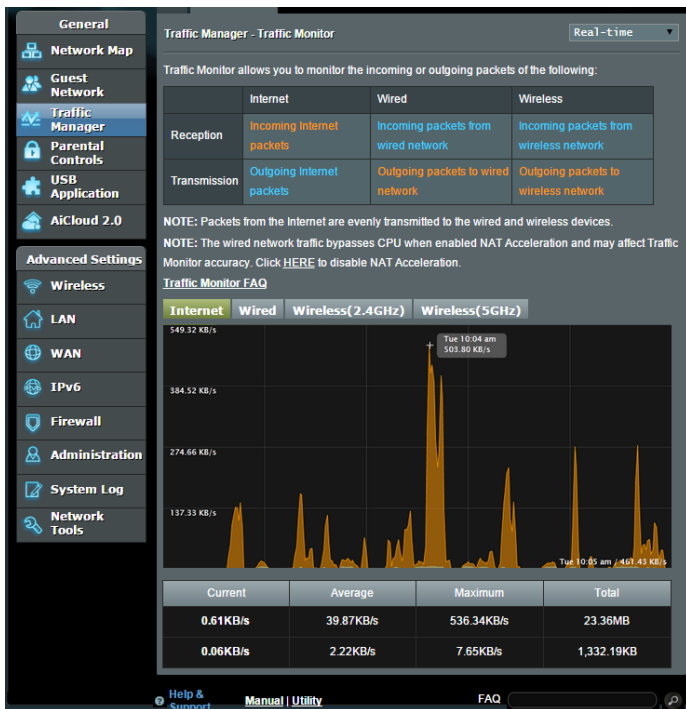 General
Network Map
Guest
Network
Traffic
Manager
Parental
Controls
USB
Application
AiCloud 2.0
Advanced Settings
Wireless
LAN
WAN
IPv6
Firewall
Administration
System Log
Network
Tools
Traffic Manager - Traffic Monitor
Real-time
Traffic Monitor allows you to monitor the incoming or outgoing packets of the following:
Internet Wired Wireless
Reception Incoming Internet packets Incoming packets from wired network Incoming packets from wireless network
Transmission Outgoing Internet packets Outgoing packets to wired network Outgoing packets to wireless network
NOTE: Packets from the Internet are evenly transmitted to the wired and wireless devices.
NOTE: The wired network traffic bypasses CPU when enabled NAT Acceleration and may affect Traffic
Monitor accuracy. Click HERE to disable NAT Acceleration.
Traffic Monitor FAQ
Internet Wired Wireless(2.4GHz) Wireless(5GHz)
549.32 KB/s
Tue 10:04 am
503.80 KB/s
384.52 KB/s
274.66 KB/s
137.33 KB/s
Tue 10:05 am / 461.43 KB/s
Current Average Maximum Total
0.61KB/s 39.87KB/s 536.34KB/s 23.36MB
0.06KB/s 2.22KB/s 7.65KB/s 1,332.19KB
Help &
Support
Manual | Utility
FAQ